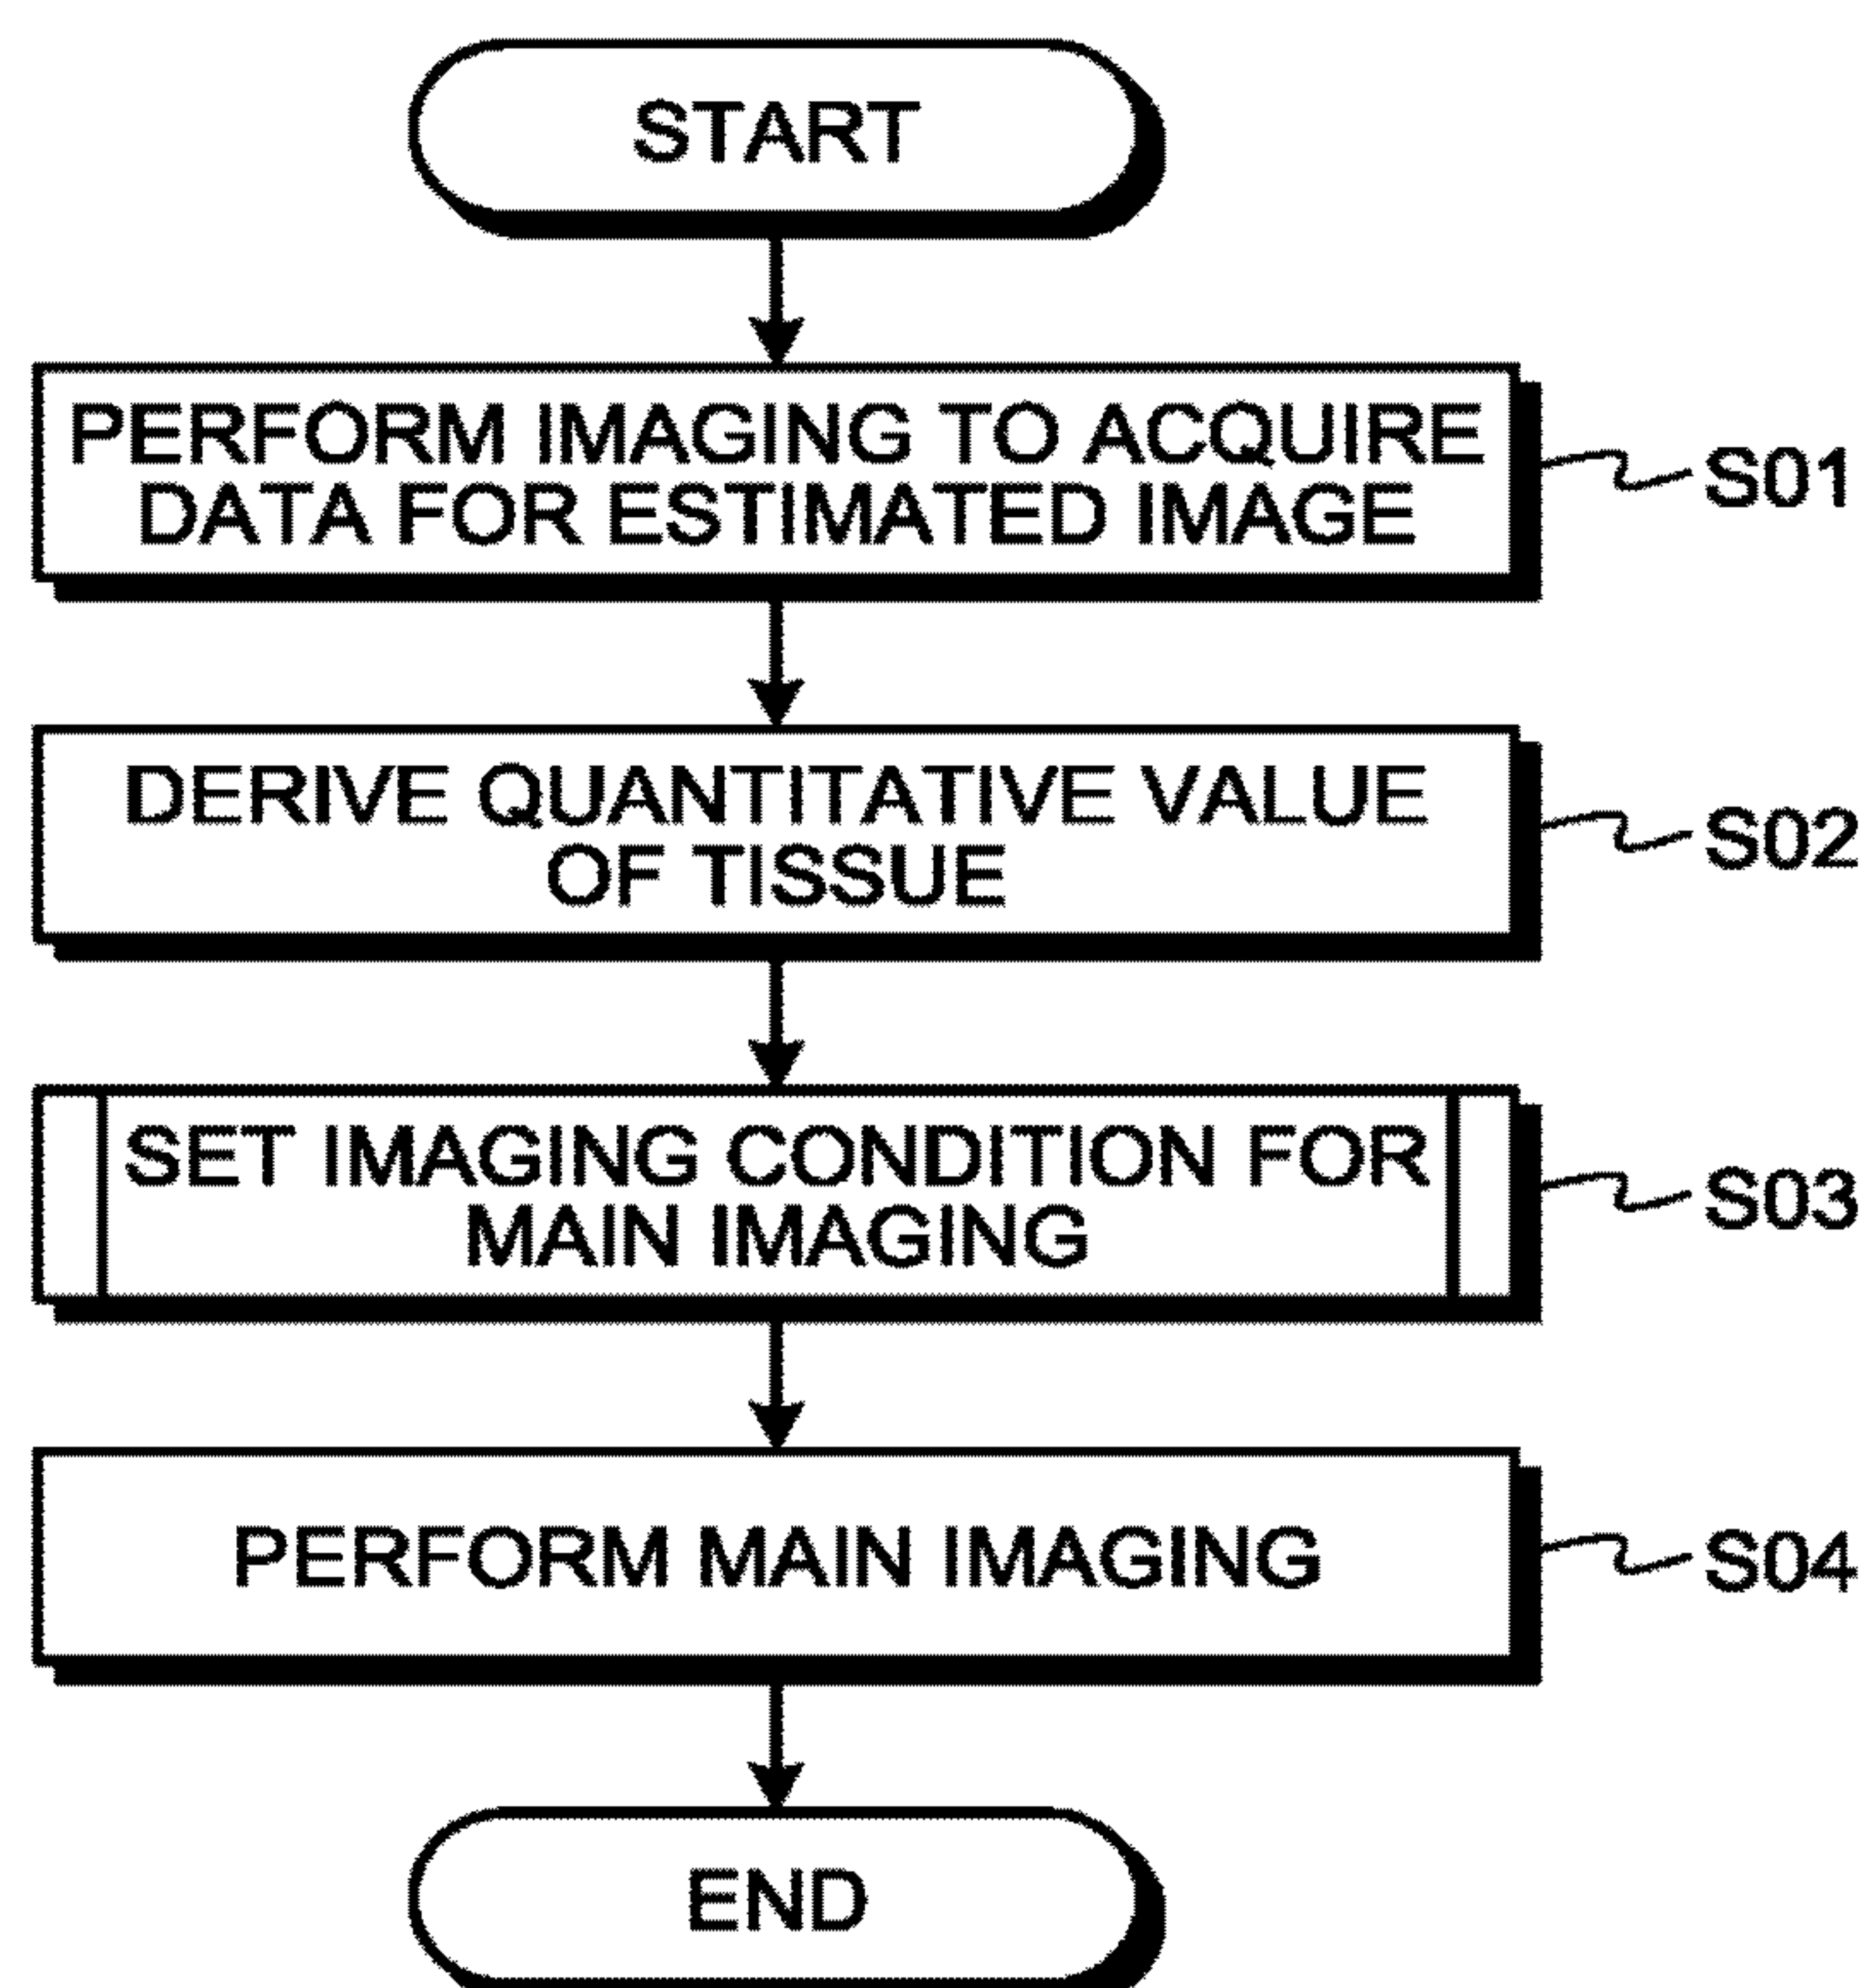 START
PERFORM IMAGING TO ACQUIRE
DATA FOR ESTIMATED IMAGE
S01
DERIVE QUANTITATIVE VALUE
OF TISSUE
S02
SET IMAGING CONDITION FOR
MAIN IMAGING
S03
PERFORM MAIN IMAGING
S04
END